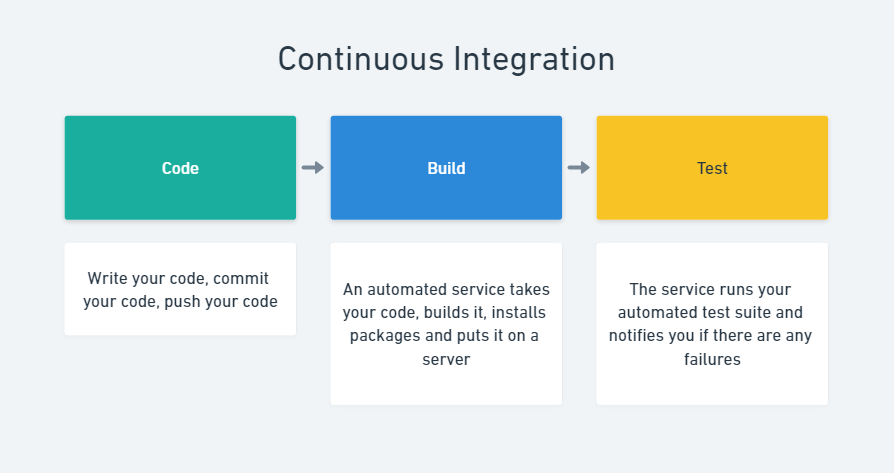 Continuous Integration
Code
Build
Test
Write your code, commit
your code, push your code
An automated service takes
your code, builds it, installs
packages and puts it on a
server
The service runs your
automated test suite and
notifies you if there are any
failures